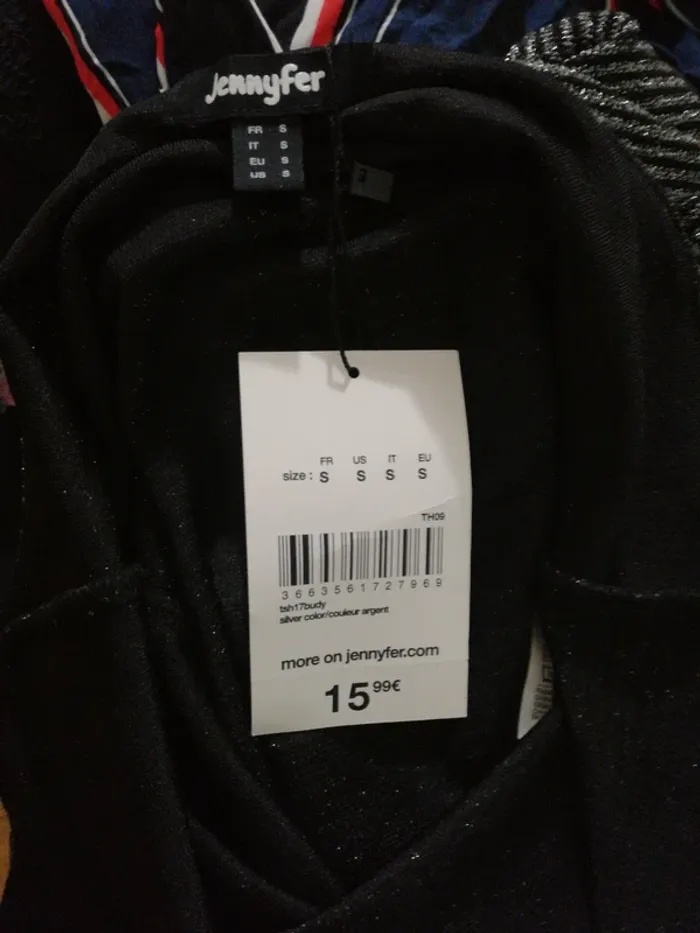 jennyfer
FR S
IT S
EU S
US S
FR US IT EU
size : S S S S
TH09
3663561727969
tsh17budy
silver color/couleur argent
more on jennyfer.com
15 99€